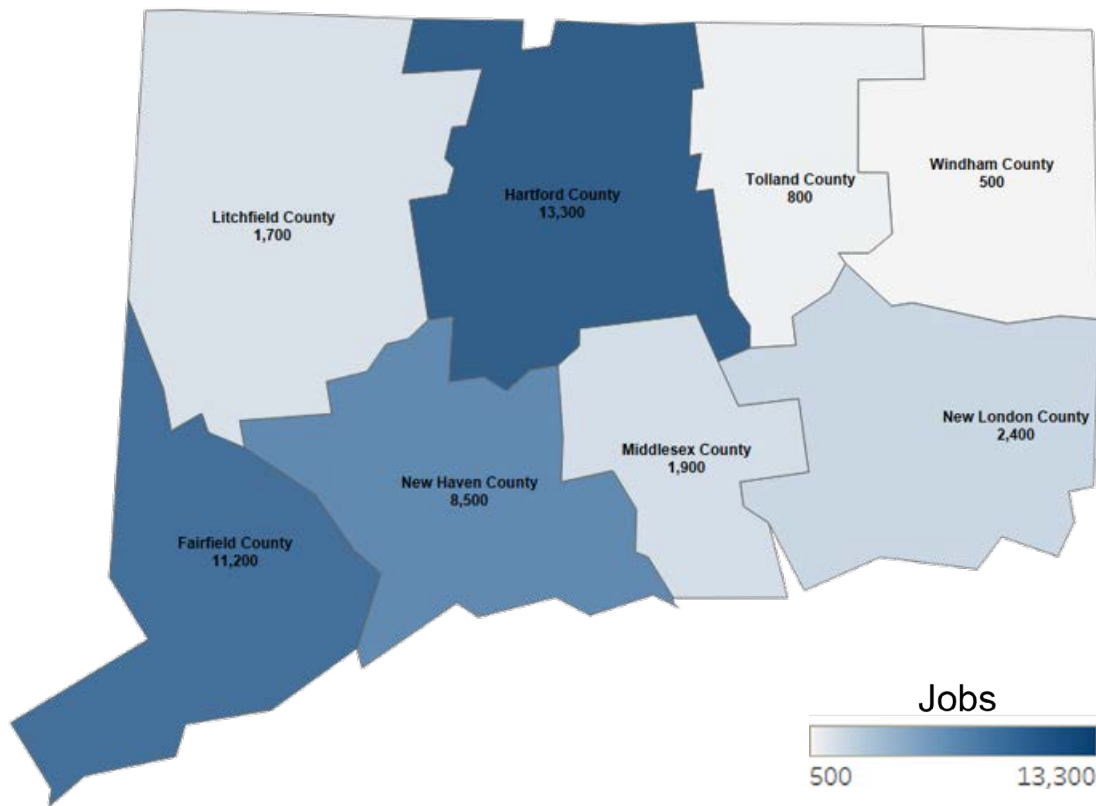 Windham County
500
Tolland County
800
Hartford County
13,300
Litchfield County
1,700
New London County
2,400
Middlesex County
1,900
New Haven County
8,500
Fairfield County
11,200
Jobs
500
13,300